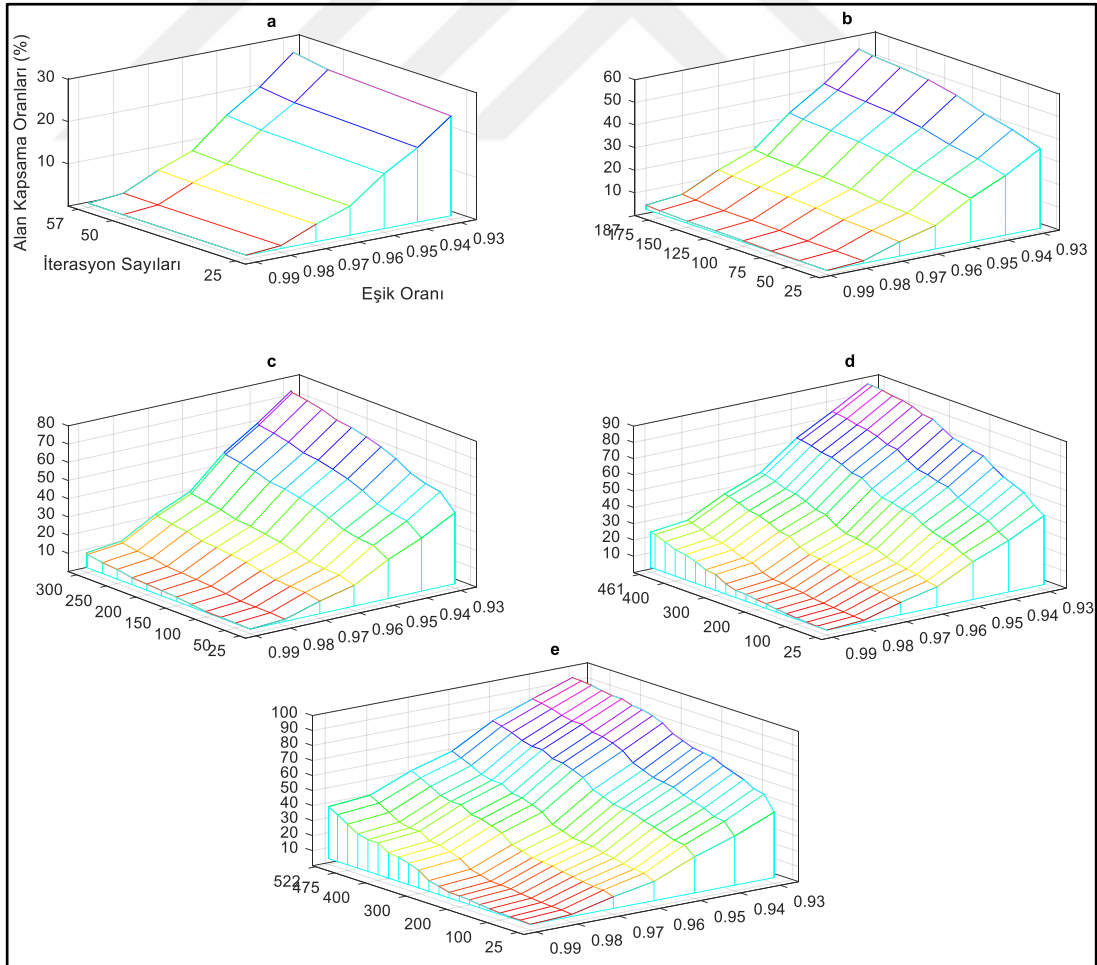 a
Alan Kapsama Oranları (%)
30
20
10
57
50
25
İterasyon Sayıları
0.99 0.98 0.97 0.96 0.95 0.94 0.93
Eşik Oranı
b
60
50
40
30
20
10
187 175 150 125 100 75 50 25
0.99 0.98 0.97 0.96 0.95 0.94 0.93
c
80
70
60
50
40
30
20
10
300 250 200 150 100 50 25
0.99 0.98 0.97 0.96 0.95 0.94 0.93
d
90
80
70
60
50
40
30
20
10
461 400 300 200 100 25
0.99 0.98 0.97 0.96 0.95 0.94 0.93
e
100
90
80
70
60
50
40
30
20
10
522 475 400 300 200 100 25
0.99 0.98 0.97 0.96 0.95 0.94 0.93